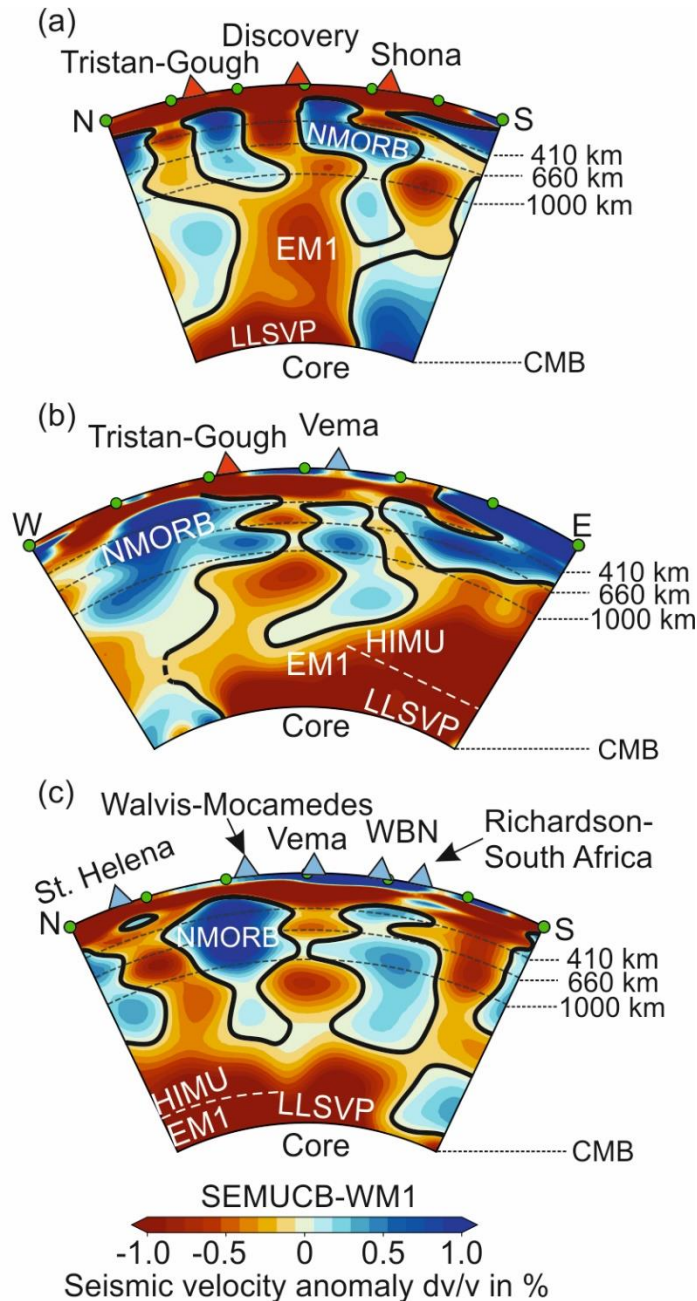 (a)
Discovery
Tristan-Gough
Shona
N
S
NMORB
410 km
660 km
1000 km
EM1
LLSVP
Core
CMB
(b)
Vema
Tristan-Gough
W
E
NMORB
410 km
660 km
1000 km
HIMU
EM1
LLSVP
Core
CMB
(c)
Walvis-Mocamedes
Vema
WBN
Richardson-
South Africa
St. Helena
N
S
NMORB
410 km
660 km
1000 km
HIMU
EM1
LLSVP
Core
CMB
SEMUCB-WM1
-1.0 -0.5 0 0.5 1.0
Seismic velocity anomaly dv/v in %